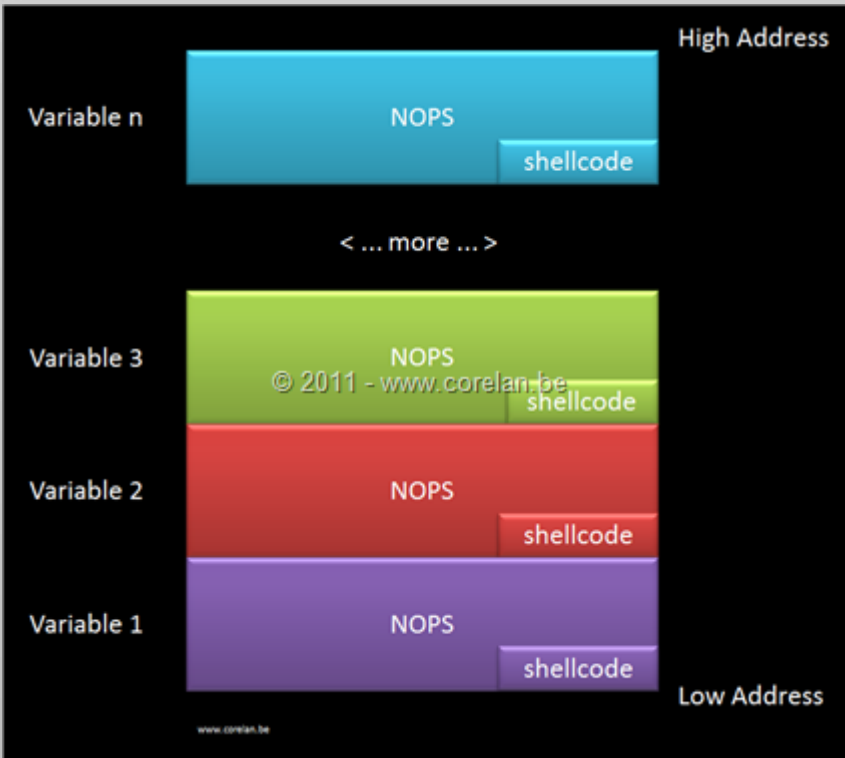 High Address
Variable n
NOPS
shellcode
< ... more ... >
Variable 3
NOPS
© 2011 - www.corelan.be
shellcode
Variable 2
NOPS
shellcode
Variable 1
NOPS
shellcode
Low Address
www.corelan.be